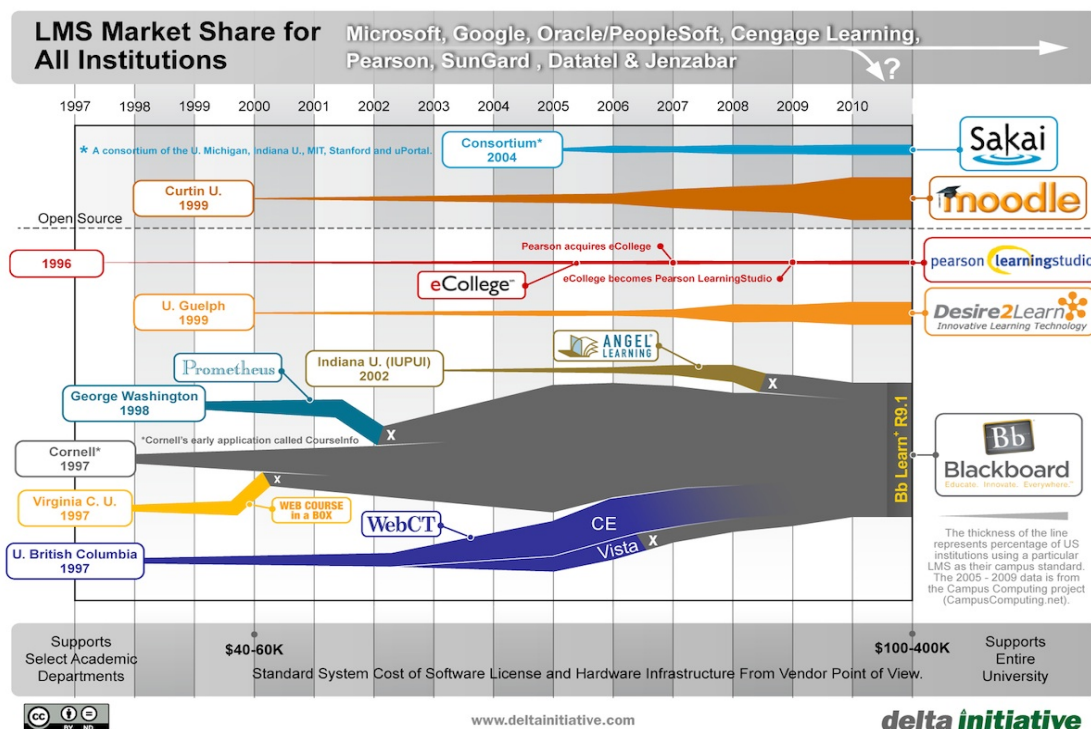 LMS Market Share for
All Institutions
Microsoft, Google, Oracle/PeopleSoft, Cengage Learning,
Pearson, SunGard , Datatel & Jenzabar
?
1997 1998 1999 2000 2001 2002 2003 2004 2005 2006 2007 2008 2009 2010
* A consortium of the U. Michigan, Indiana U., MIT, Stanford and uPortal.
Consortium*
2004
Sakai
Curtin U.
1999
moodle
Open Source
1996
Pearson acquires eCollege
eCollege
eCollege becomes Pearson LearningStudio
pearson learningstudio
U. Guelph
1999
Desire2Learn
Innovative Learning Technology
Prometheus
Indiana U. (IUPUI)
2002
ANGEL
LEARNING
X
George Washington
1998
X
*Cornell's early application called CourseInfo
Cornell*
1997
X
Virginia C. U.
1997
WEB COURSE
in a BOX
WebCT
CE
Vista
X
U. British Columbia
1997
Bb Learn+ R9.1
Bb
Blackboard
Educate. Innovate. Everywhere.™
The thickness of the line
represents percentage of US
institutions using a particular
LMS as their campus standard.
The 2005 - 2009 data is from
the Campus Computing project
(CampusComputing.net).
Supports
Select Academic
Departments
$40-60K
Standard System Cost of Software License and Hardware Infrastructure From Vendor Point of View.
$100-400K
Supports
Entire
University
cc
BY ND
www.deltainitiative.com
delta initiative